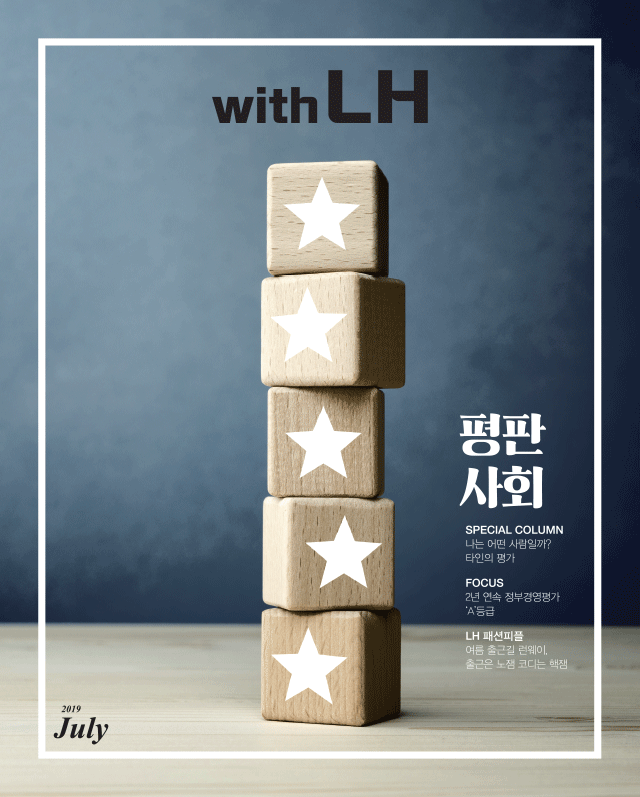 with LH
평판
사회
SPECIAL COLUMN
나는 어떤 사람일까?
타인의 평가
FOCUS
2년 연속 정부경영평가
‘A’등급
LH 패션피플
여름 출근길 런웨이,
출근은 노잼 코디는 핵잼
2019
July